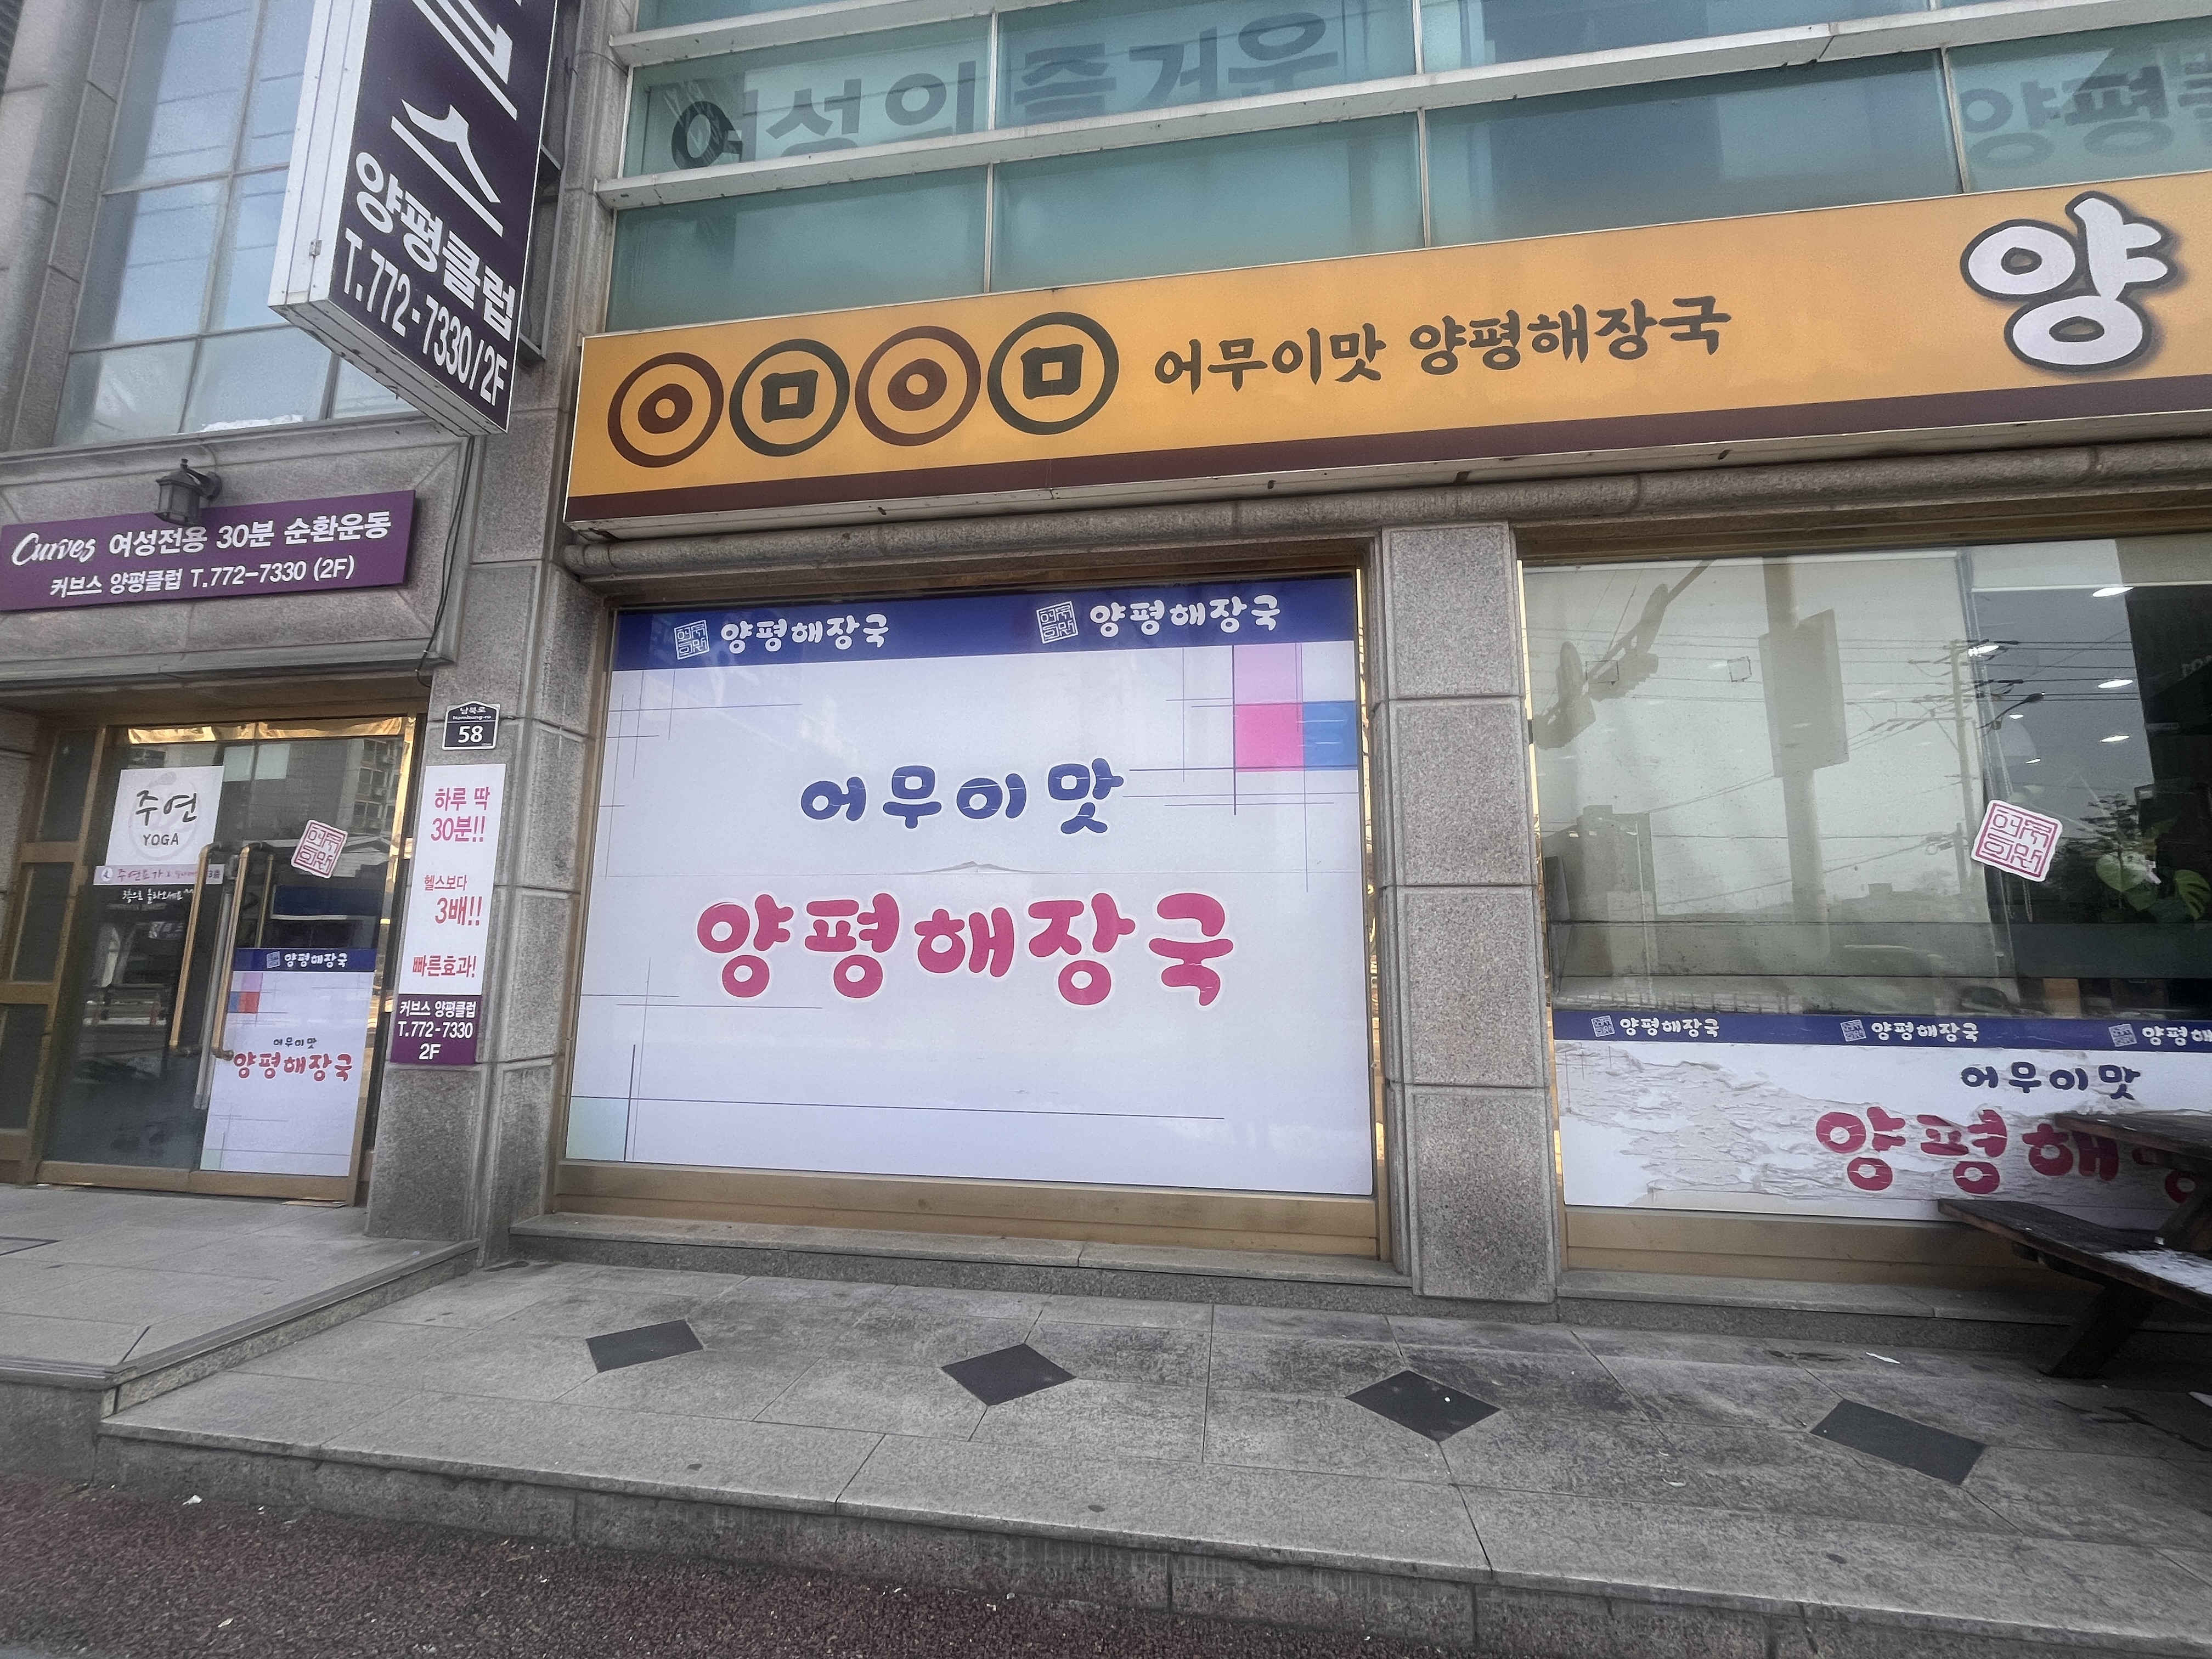 스
양평클럽
T.772-7330/2F
여성의 즐거운
양평클
어무이맛 양평해장국
양
Curves 여성전용 30분 순환운동
커브스 양평클럽 T.772-7330 (2F)
양평해장국
양평해장국
어무이맛
양평해장국
58
주연
YOGA
하루 딱
30분!!
헬스보다
3배!!
빠른효과!
커브스 양평클럽
T.772-7330
2F
양평해장국
어무이맛
양평해장국
양평해장국
양평해장국
양평해
어무이맛
양평해